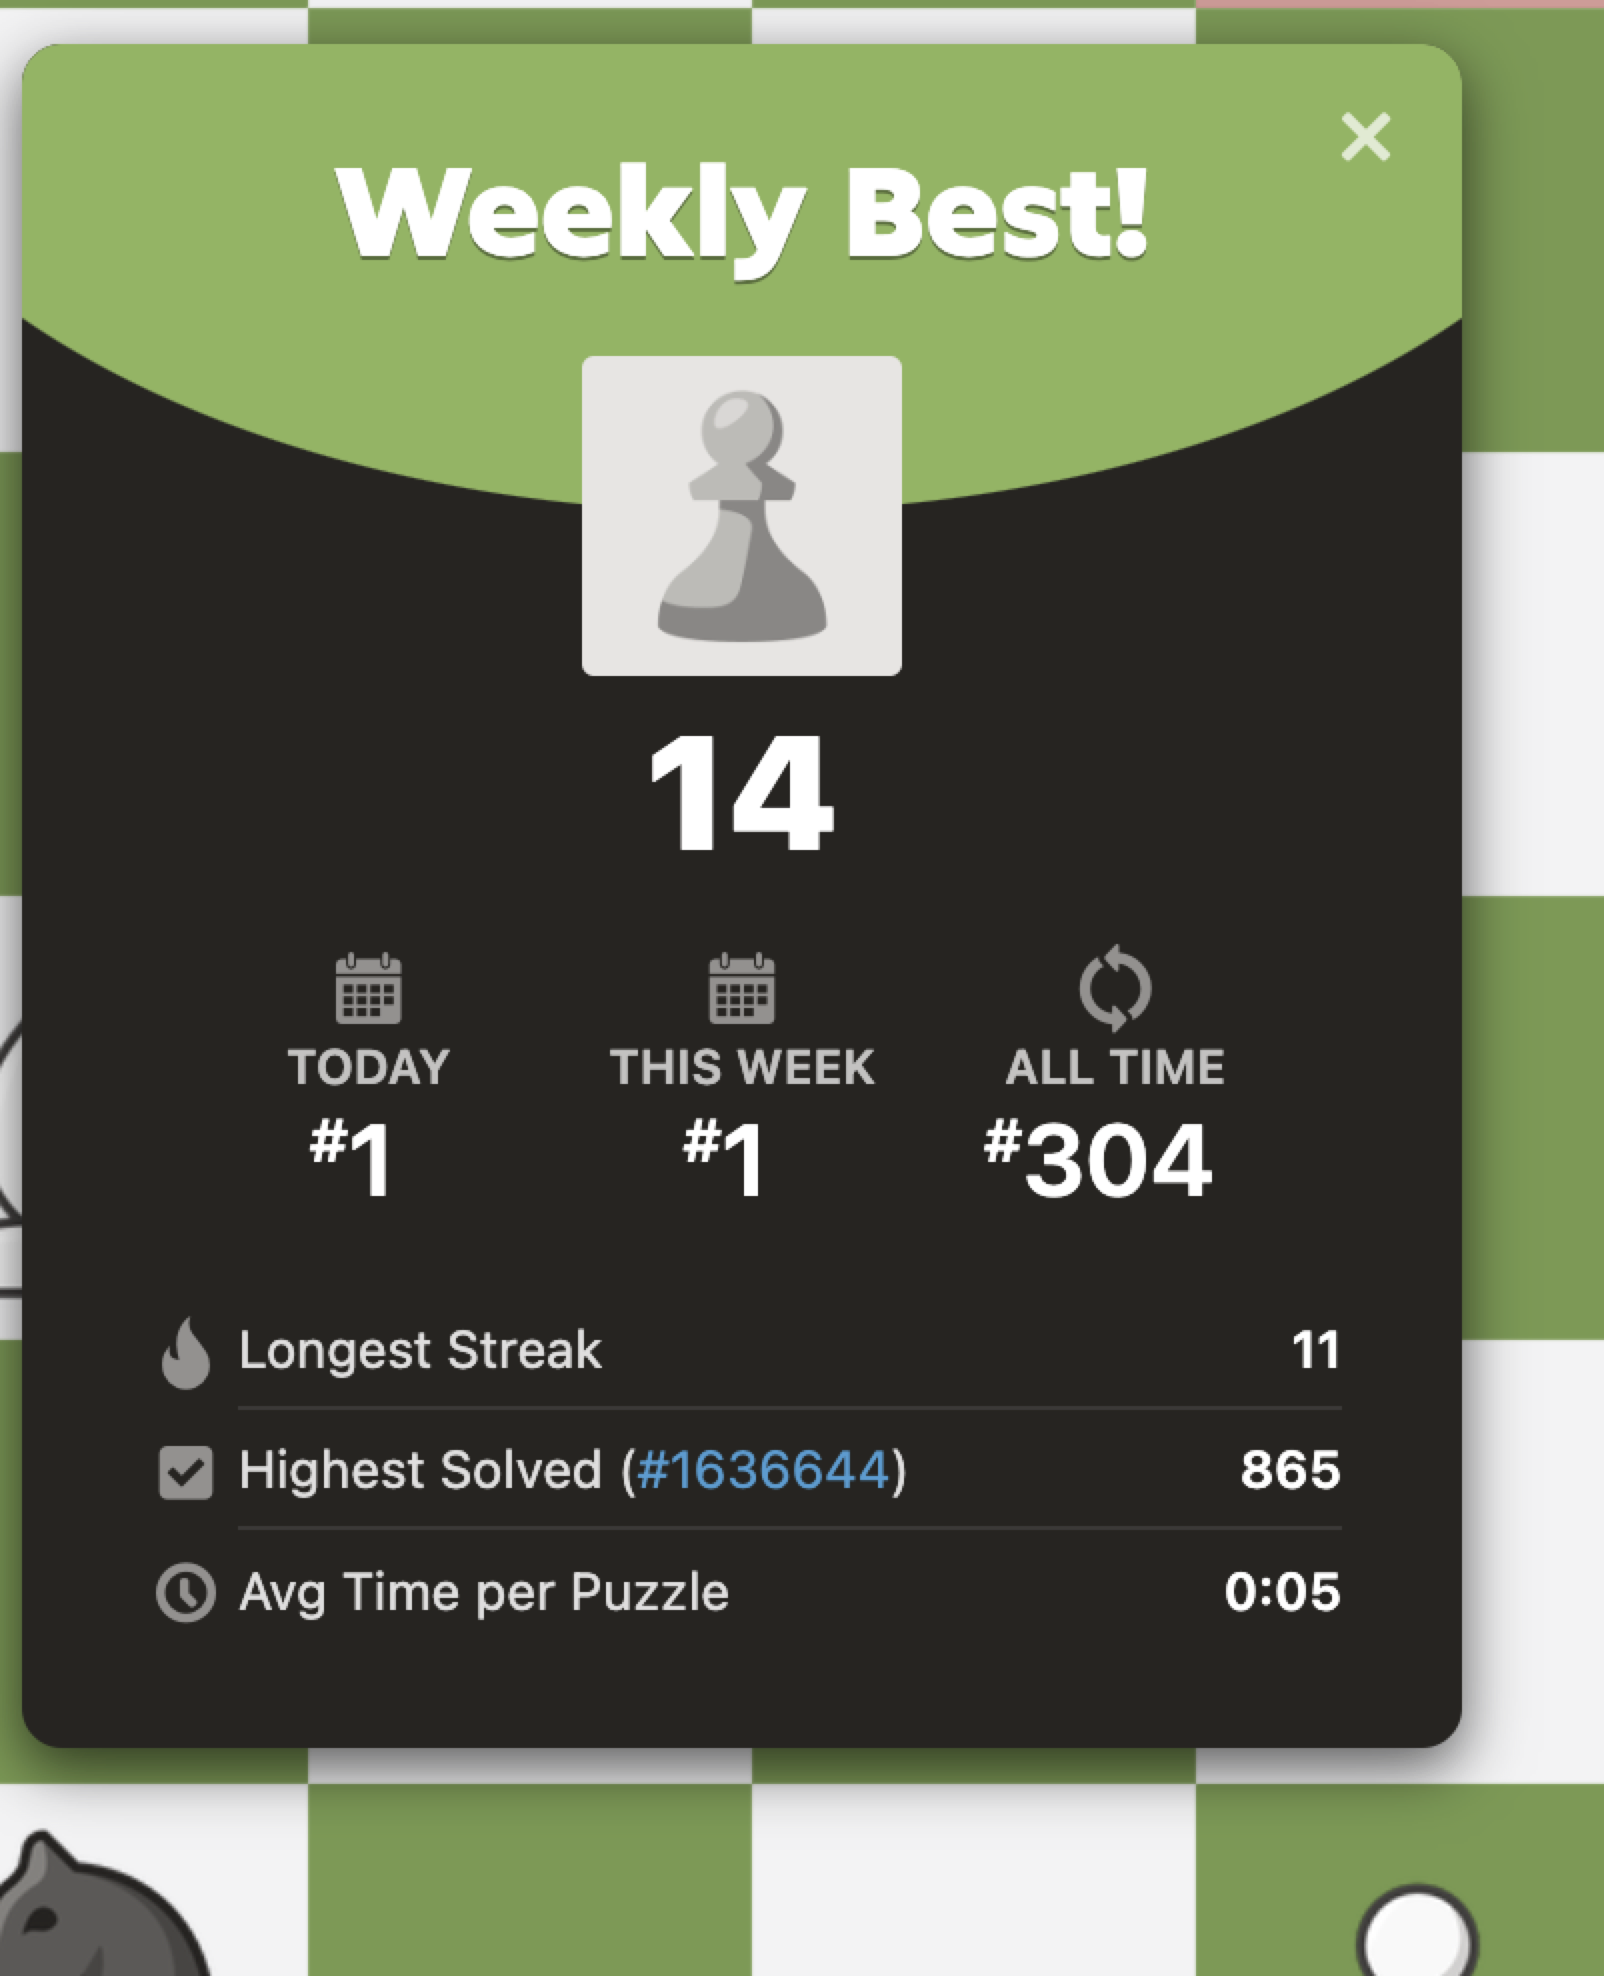 Weekly Best!
14
TODAY
#1
THIS WEEK
#1
ALL TIME
#304
Longest Streak 11
Highest Solved (#1636644) 865
Avg Time per Puzzle 0:05